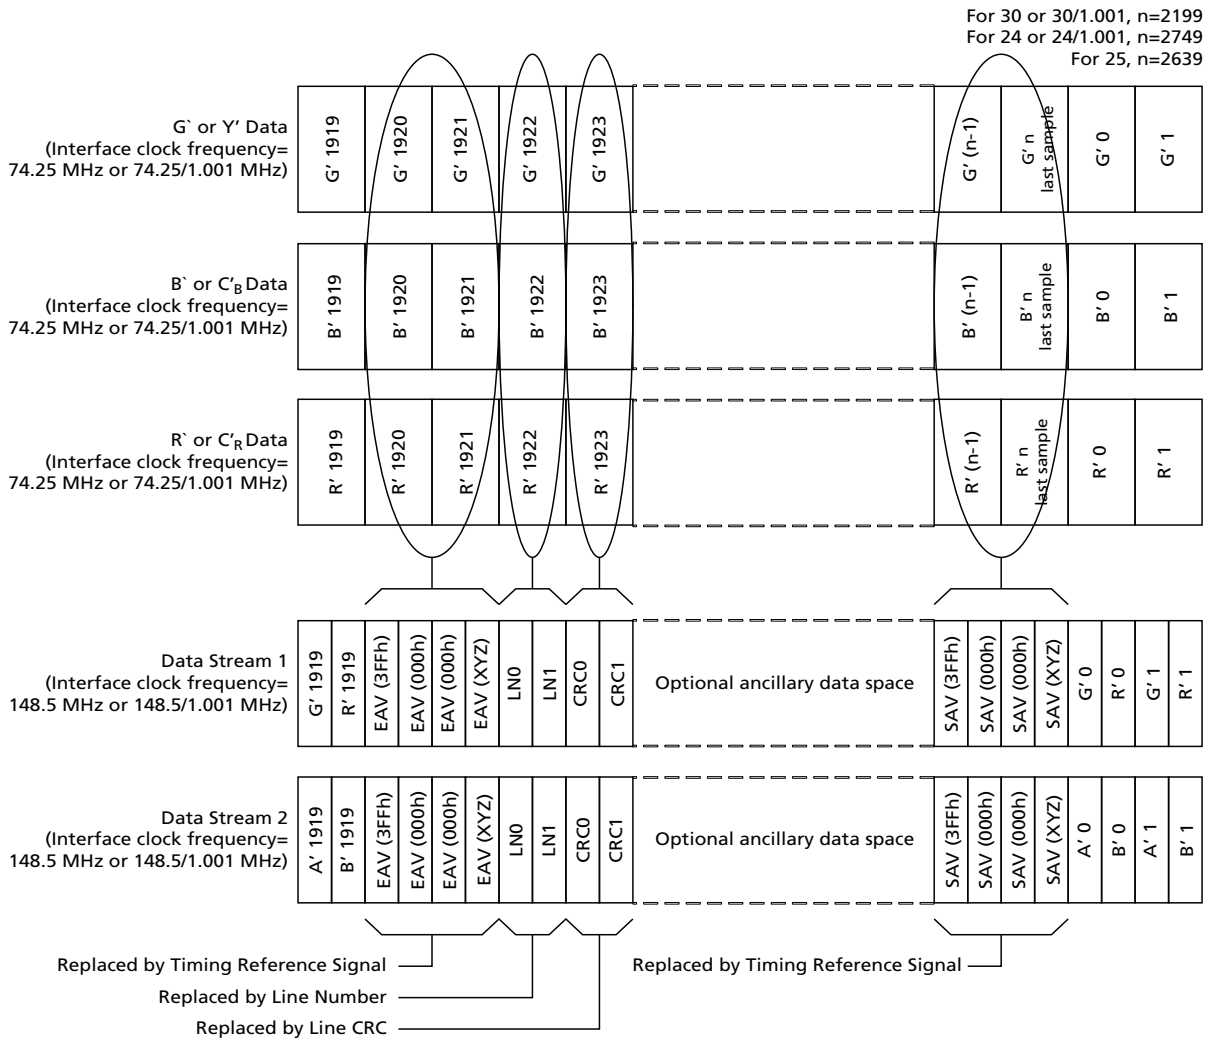 For 30 or 30/1.001, n=2199
For 24 or 24/1.001, n=2749
For 25, n=2639
G` or Y' Data
(Interface clock frequency=
74.25 MHz or 74.25/1.001 MHz)
G' 1919
G' 1920
G' 1921
G' 1922
G' 1923
G' (n-1)
G' n
last sample
G' 0
G' 1
B` or C'B Data
(Interface clock frequency=
74.25 MHz or 74.25/1.001 MHz)
B' 1919
B' 1920
B' 1921
B' 1922
B' 1923
B' (n-1)
B' n
last sample
B' 0
B' 1
R` or C'R Data
(Interface clock frequency=
74.25 MHz or 74.25/1.001 MHz)
R' 1919
R' 1920
R' 1921
R' 1922
R' 1923
R' (n-1)
R' n
last sample
R' 0
R' 1
Data Stream 1
(Interface clock frequency=
148.5 MHz or 148.5/1.001 MHz)
G' 1919
R' 1919
EAV (3FFh)
EAV (000h)
EAV (000h)
EAV (XYZ)
LN0
LN1
CRC0
CRC1
Optional ancillary data space
SAV (3FFh)
SAV (000h)
SAV (000h)
SAV (XYZ)
G' 0
R' 0
G' 1
R' 1
Data Stream 2
(Interface clock frequency=
148.5 MHz or 148.5/1.001 MHz)
A' 1919
B' 1919
EAV (3FFh)
EAV (000h)
EAV (000h)
EAV (XYZ)
LN0
LN1
CRC0
CRC1
Optional ancillary data space
SAV (3FFh)
SAV (000h)
SAV (000h)
SAV (XYZ)
A' 0
B' 0
A' 1
B' 1
Replaced by Timing Reference Signal
Replaced by Timing Reference Signal
Replaced by Line Number
Replaced by Line CRC